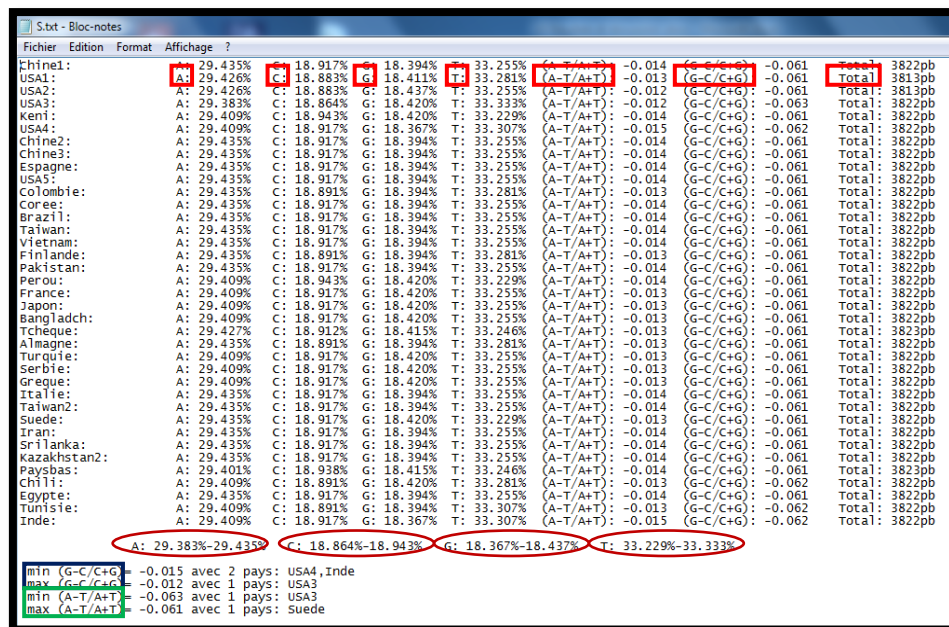 S.txt - Bloc-notes
Fichier Edition Format Affichage ?
Chine1: A: 29.435% C: 18.917% G: 18.394% T: 33.255% (A-T/A+T): -0.014 (G-C/C+G): -0.061 Total: 3822pb
USA1: A: 29.426% C: 18.883% G: 18.411% T: 33.281% (A-T/A+T): -0.013 (G-C/C+G): -0.061 Total: 3813pb
USA2: A: 29.426% C: 18.883% G: 18.437% T: 33.255% (A-T/A+T): -0.012 (G-C/C+G): -0.061 Total: 3813pb
USA3: A: 29.383% C: 18.864% G: 18.420% T: 33.333% (A-T/A+T): -0.012 (G-C/C+G): -0.063 Total: 3822pb
Keni: A: 29.409% C: 18.943% G: 18.420% T: 33.229% (A-T/A+T): -0.014 (G-C/C+G): -0.061 Total: 3822pb
USA4: A: 29.409% C: 18.917% G: 18.367% T: 33.307% (A-T/A+T): -0.015 (G-C/C+G): -0.062 Total: 3822pb
Chine2: A: 29.435% C: 18.917% G: 18.394% T: 33.255% (A-T/A+T): -0.014 (G-C/C+G): -0.061 Total: 3822pb
Chine3: A: 29.435% C: 18.917% G: 18.394% T: 33.255% (A-T/A+T): -0.014 (G-C/C+G): -0.061 Total: 3822pb
Espagne: A: 29.435% C: 18.917% G: 18.394% T: 33.255% (A-T/A+T): -0.014 (G-C/C+G): -0.061 Total: 3822pb
USA5: A: 29.435% C: 18.917% G: 18.394% T: 33.255% (A-T/A+T): -0.014 (G-C/C+G): -0.061 Total: 3822pb
Colombie: A: 29.435% C: 18.891% G: 18.394% T: 33.281% (A-T/A+T): -0.013 (G-C/C+G): -0.061 Total: 3822pb
Coree: A: 29.435% C: 18.917% G: 18.394% T: 33.255% (A-T/A+T): -0.014 (G-C/C+G): -0.061 Total: 3822pb
Brazil: A: 29.435% C: 18.917% G: 18.394% T: 33.255% (A-T/A+T): -0.014 (G-C/C+G): -0.061 Total: 3822pb
Taiwan: A: 29.435% C: 18.917% G: 18.394% T: 33.255% (A-T/A+T): -0.014 (G-C/C+G): -0.061 Total: 3822pb
Vietnam: A: 29.435% C: 18.917% G: 18.394% T: 33.255% (A-T/A+T): -0.014 (G-C/C+G): -0.061 Total: 3822pb
Finlande: A: 29.435% C: 18.891% G: 18.394% T: 33.281% (A-T/A+T): -0.013 (G-C/C+G): -0.061 Total: 3822pb
Pakistan: A: 29.435% C: 18.917% G: 18.394% T: 33.255% (A-T/A+T): -0.014 (G-C/C+G): -0.061 Total: 3822pb
Perou: A: 29.409% C: 18.943% G: 18.420% T: 33.229% (A-T/A+T): -0.014 (G-C/C+G): -0.061 Total: 3822pb
France: A: 29.409% C: 18.917% G: 18.420% T: 33.255% (A-T/A+T): -0.013 (G-C/C+G): -0.061 Total: 3822pb
Japon: A: 29.409% C: 18.917% G: 18.420% T: 33.255% (A-T/A+T): -0.013 (G-C/C+G): -0.061 Total: 3822pb
Bangladch: A: 29.409% C: 18.917% G: 18.420% T: 33.255% (A-T/A+T): -0.013 (G-C/C+G): -0.061 Total: 3822pb
Tcheque: A: 29.427% C: 18.912% G: 18.415% T: 33.246% (A-T/A+T): -0.013 (G-C/C+G): -0.061 Total: 3823pb
Almagne: A: 29.435% C: 18.891% G: 18.394% T: 33.281% (A-T/A+T): -0.013 (G-C/C+G): -0.061 Total: 3822pb
Turquie: A: 29.409% C: 18.917% G: 18.420% T: 33.255% (A-T/A+T): -0.013 (G-C/C+G): -0.061 Total: 3822pb
Serbie: A: 29.409% C: 18.917% G: 18.420% T: 33.255% (A-T/A+T): -0.013 (G-C/C+G): -0.061 Total: 3822pb
Greque: A: 29.409% C: 18.917% G: 18.420% T: 33.255% (A-T/A+T): -0.013 (G-C/C+G): -0.061 Total: 3822pb
Italie: A: 29.435% C: 18.917% G: 18.394% T: 33.255% (A-T/A+T): -0.014 (G-C/C+G): -0.061 Total: 3822pb
Taiwan2: A: 29.435% C: 18.917% G: 18.394% T: 33.255% (A-T/A+T): -0.014 (G-C/C+G): -0.061 Total: 3822pb
Suede: A: 29.435% C: 18.917% G: 18.420% T: 33.229% (A-T/A+T): -0.013 (G-C/C+G): -0.061 Total: 3822pb
Iran: A: 29.435% C: 18.917% G: 18.394% T: 33.255% (A-T/A+T): -0.014 (G-C/C+G): -0.061 Total: 3822pb
Srilanka: A: 29.435% C: 18.917% G: 18.394% T: 33.255% (A-T/A+T): -0.014 (G-C/C+G): -0.061 Total: 3822pb
Kazakhstan2: A: 29.435% C: 18.917% G: 18.394% T: 33.255% (A-T/A+T): -0.014 (G-C/C+G): -0.061 Total: 3822pb
Paysbas: A: 29.401% C: 18.938% G: 18.415% T: 33.246% (A-T/A+T): -0.014 (G-C/C+G): -0.061 Total: 3823pb
Chili: A: 29.409% C: 18.891% G: 18.420% T: 33.281% (A-T/A+T): -0.013 (G-C/C+G): -0.062 Total: 3822pb
Egypte: A: 29.435% C: 18.917% G: 18.394% T: 33.255% (A-T/A+T): -0.014 (G-C/C+G): -0.061 Total: 3822pb
Tunisie: A: 29.409% C: 18.891% G: 18.394% T: 33.307% (A-T/A+T): -0.013 (G-C/C+G): -0.062 Total: 3822pb
Inde: A: 29.409% C: 18.917% G: 18.367% T: 33.307% (A-T/A+T): -0.015 (G-C/C+G): -0.062 Total: 3822pb
A: 29.383%-29.435% C: 18.864%-18.943% G: 18.367%-18.437% T: 33.229%-33.333%
min (G-C/C+G)= -0.015 avec 2 pays: USA4,Inde
max (G-C/C+G)= -0.012 avec 1 pays: USA3
min (A-T/A+T)= -0.063 avec 1 pays: USA3
max (A-T/A+T)= -0.061 avec 1 pays: Suede